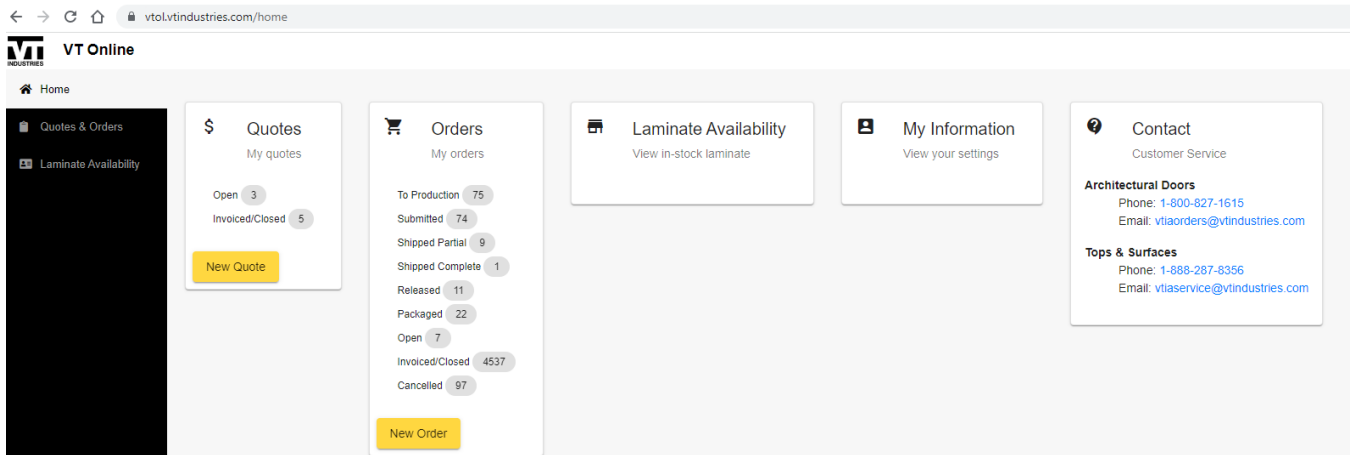 vtol.vtindustries.com/home
VT
INDUSTRIES
VT Online
Home
Quotes & Orders
Laminate Availability
$ Quotes
My quotes
Open 3
Invoiced/Closed 5
New Quote
Orders
My orders
To Production 75
Submitted 74
Shipped Partial 9
Shipped Complete 1
Released 11
Packaged 22
Open 7
Invoiced/Closed 4537
Cancelled 97
New Order
Laminate Availability
View in-stock laminate
My Information
View your settings
Contact
Customer Service
Architectural Doors
Phone: 1-800-827-1615
Email: vtiaorders@vtindustries.com
Tops & Surfaces
Phone: 1-888-287-8356
Email: vtiaservice@vtindustries.com